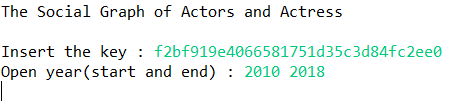 The Social Graph of Actors and Actress
Insert the key : f2bf919e4066581751d35c3d84fc2ee0
Open year(start and end) : 2010 2018